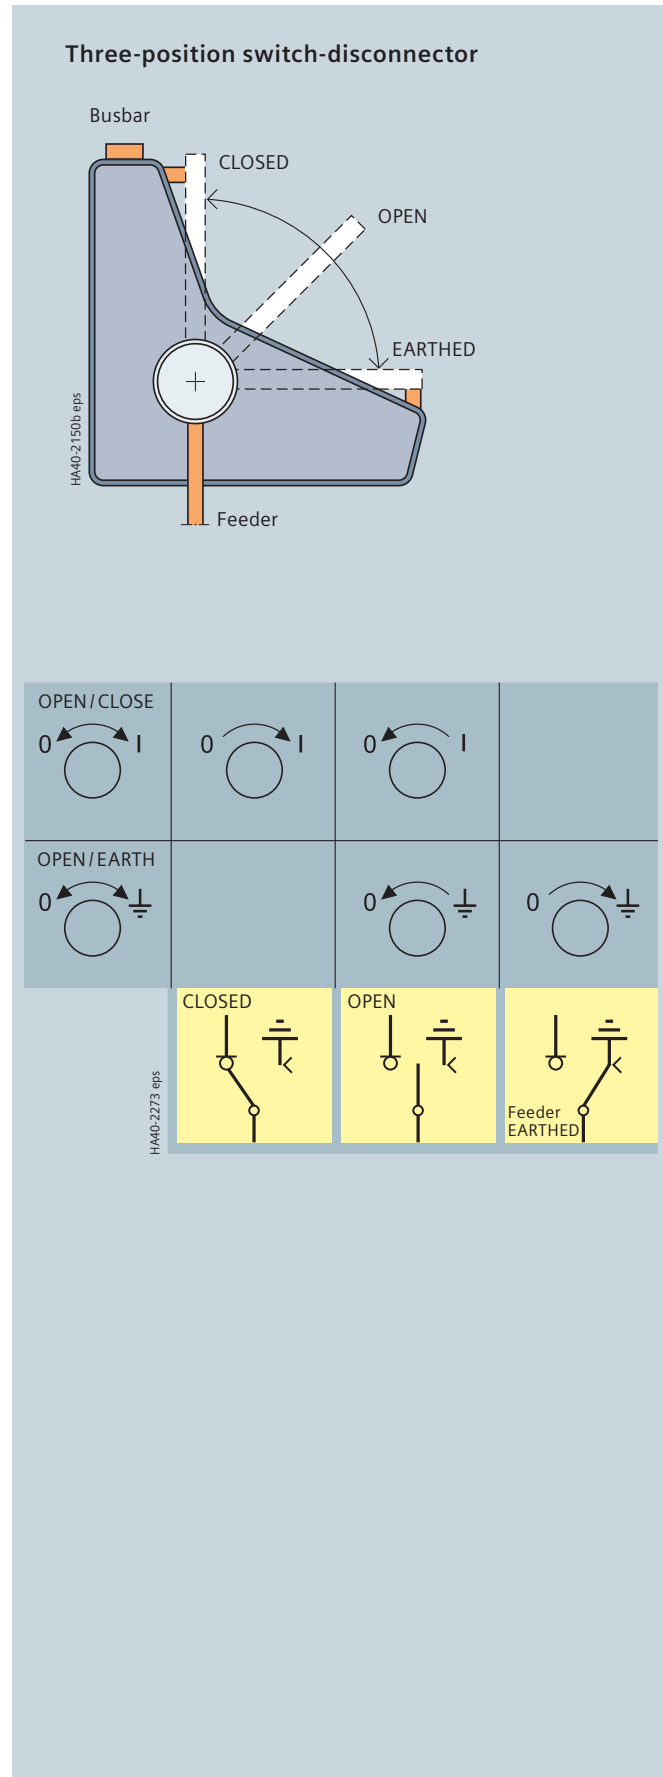 Three-position switch-disconnector
Busbar
CLOSED
OPEN
EARTHED
HA40-2150b eps
Feeder
OPEN/CLOSE
0 I
0 I
0 I
OPEN/EARTH
0
0
0
CLOSED
OPEN
Feeder
EARTHED
HA40-2273 eps